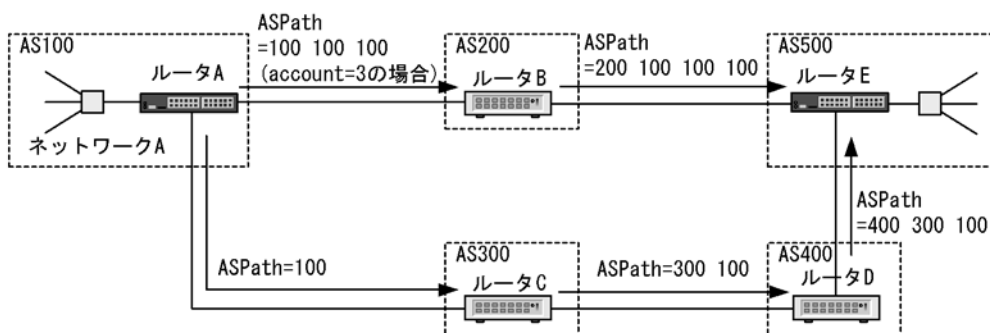 AS100
ルータA
ネットワークA
ASPath
=100 100 100
(account=3の場合)
AS200
ルータB
ASPath
=200 100 100 100
AS500
ルータE
ASPath
=400 300 100
ASPath=100
AS300
ルータC
ASPath=300 100
AS400
ルータD